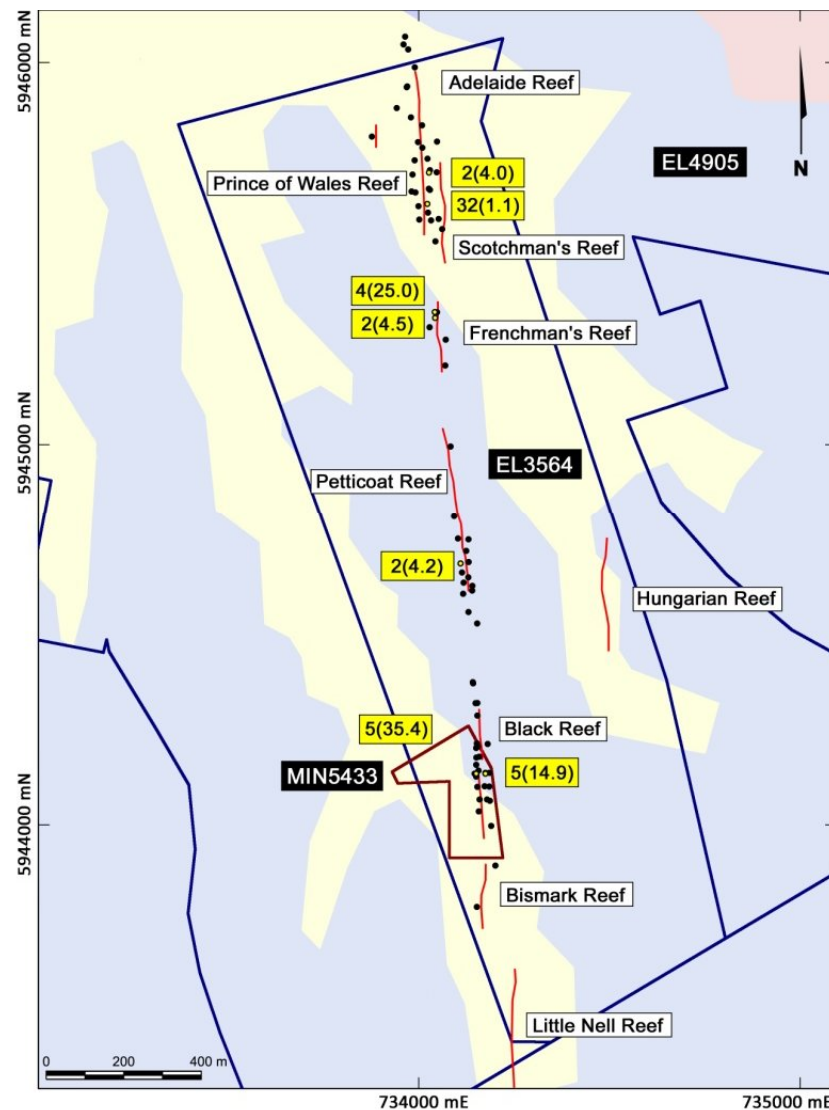 5946000 mN
Adelaide Reef
EL4905
N
2(4.0)
Prince of Wales Reef
32(1.1)
Scotchman's Reef
4(25.0)
2(4.5)
Frenchman's Reef
5945000 mN
EL3564
Petticoat Reef
2(4.2)
Hungarian Reef
5(35.4)
Black Reef
MIN5433
5(14.9)
5944000 mN
Bismark Reef
Little Nell Reef
0 200 400 m
734000 mE 735000 mE